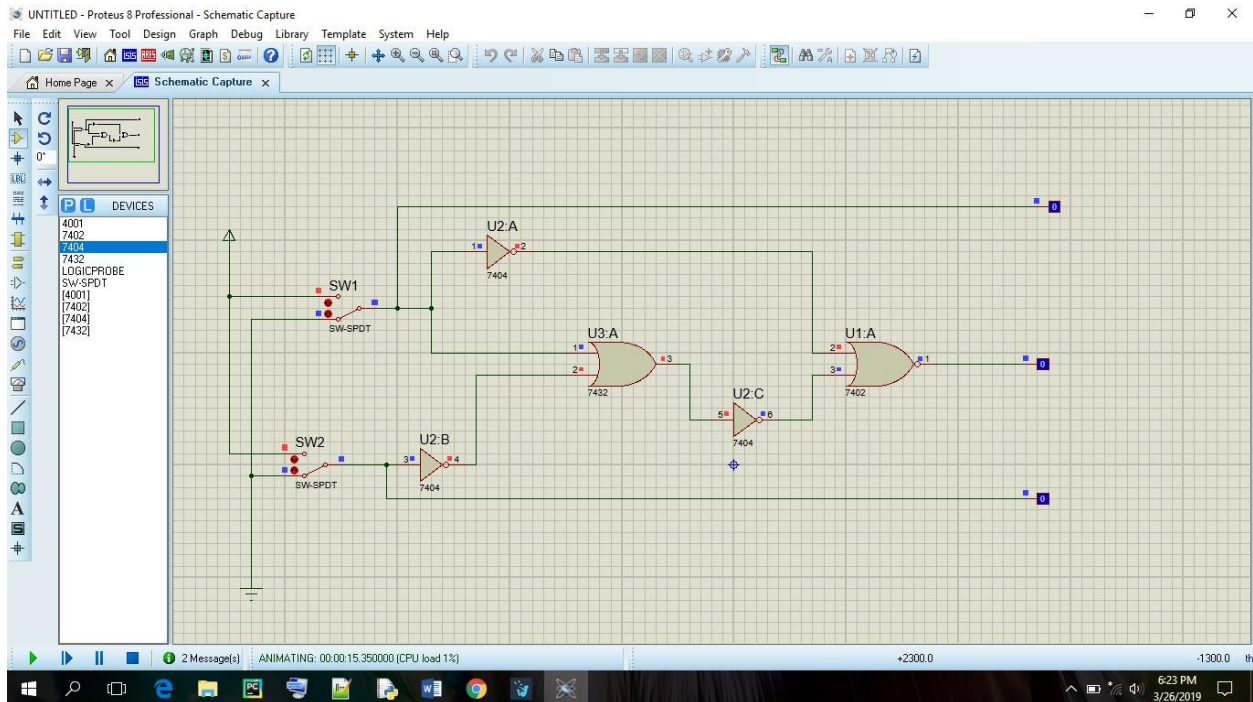 UNTITLED - Proteus 8 Professional - Schematic Capture
File Edit View Tool Design Graph Debug Library Template System Help
Home Page x Schematic Capture x
0°
LBL
P L DEVICES
4001
7402
7404
7432
LOGICPROBE
SW-SPDT
[4001]
[7402]
[7404]
[7432]
A
S
0
U2:A
1 2
7404
SW1
SW-SPDT
U3:A
1
2
3
7432
U1:A
2
3
1
7402
0
U2:C
5 6
7404
SW2
SW-SPDT
U2:B
3 4
7404
0
2 Message(s) ANIMATING: 00:00:15.350000 (CPU load 1%) +2300.0 -1300.0 th
6:23 PM
3/26/2019